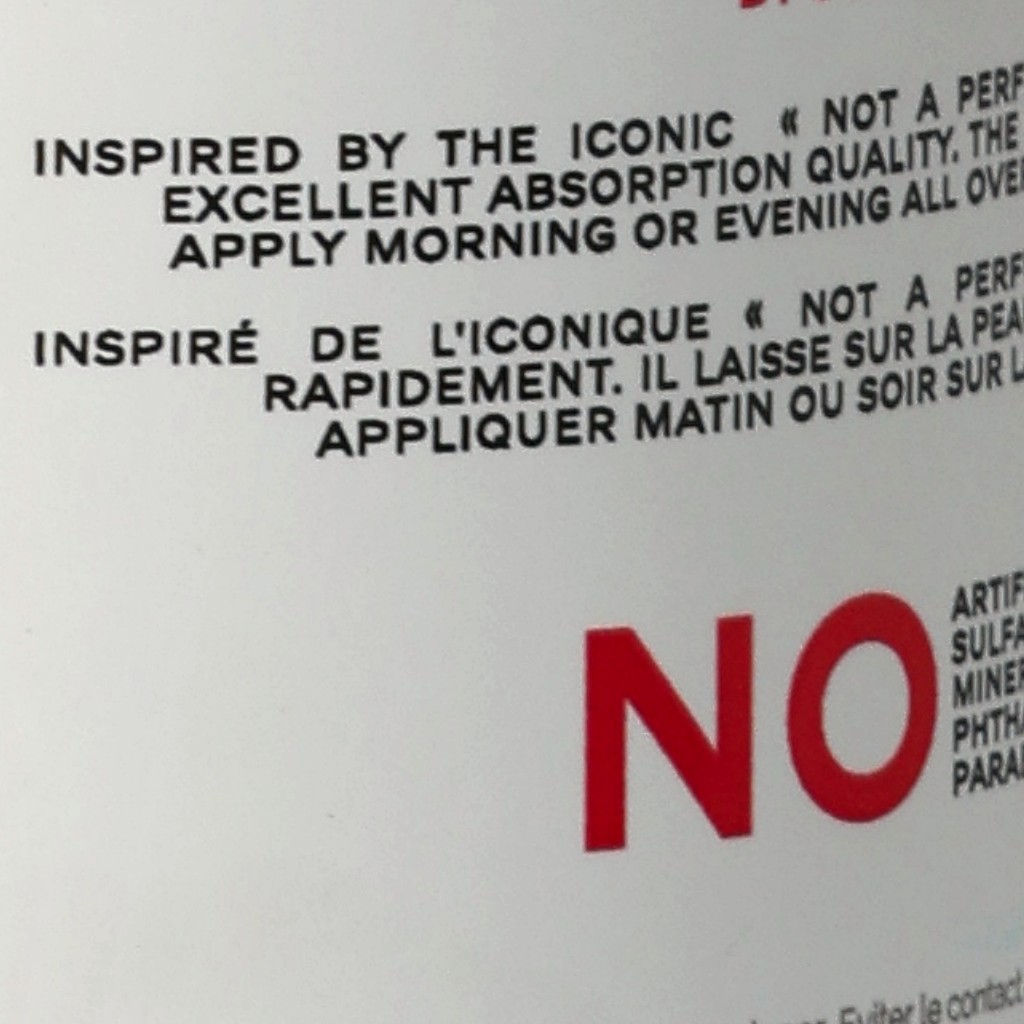 INSPIRED BY THE ICONIC « NOT A
EXCELLENT ABSORPTION QUALITY. THE
APPLY MORNING OR EVENING ALL
INSPIRÉ DE L'ICONIQUE « NOT A
RAPIDEMENT. IL LAISSE SUR LA
APPLIQUER MATIN OU SOIR SUR
NO
Eviter le contact